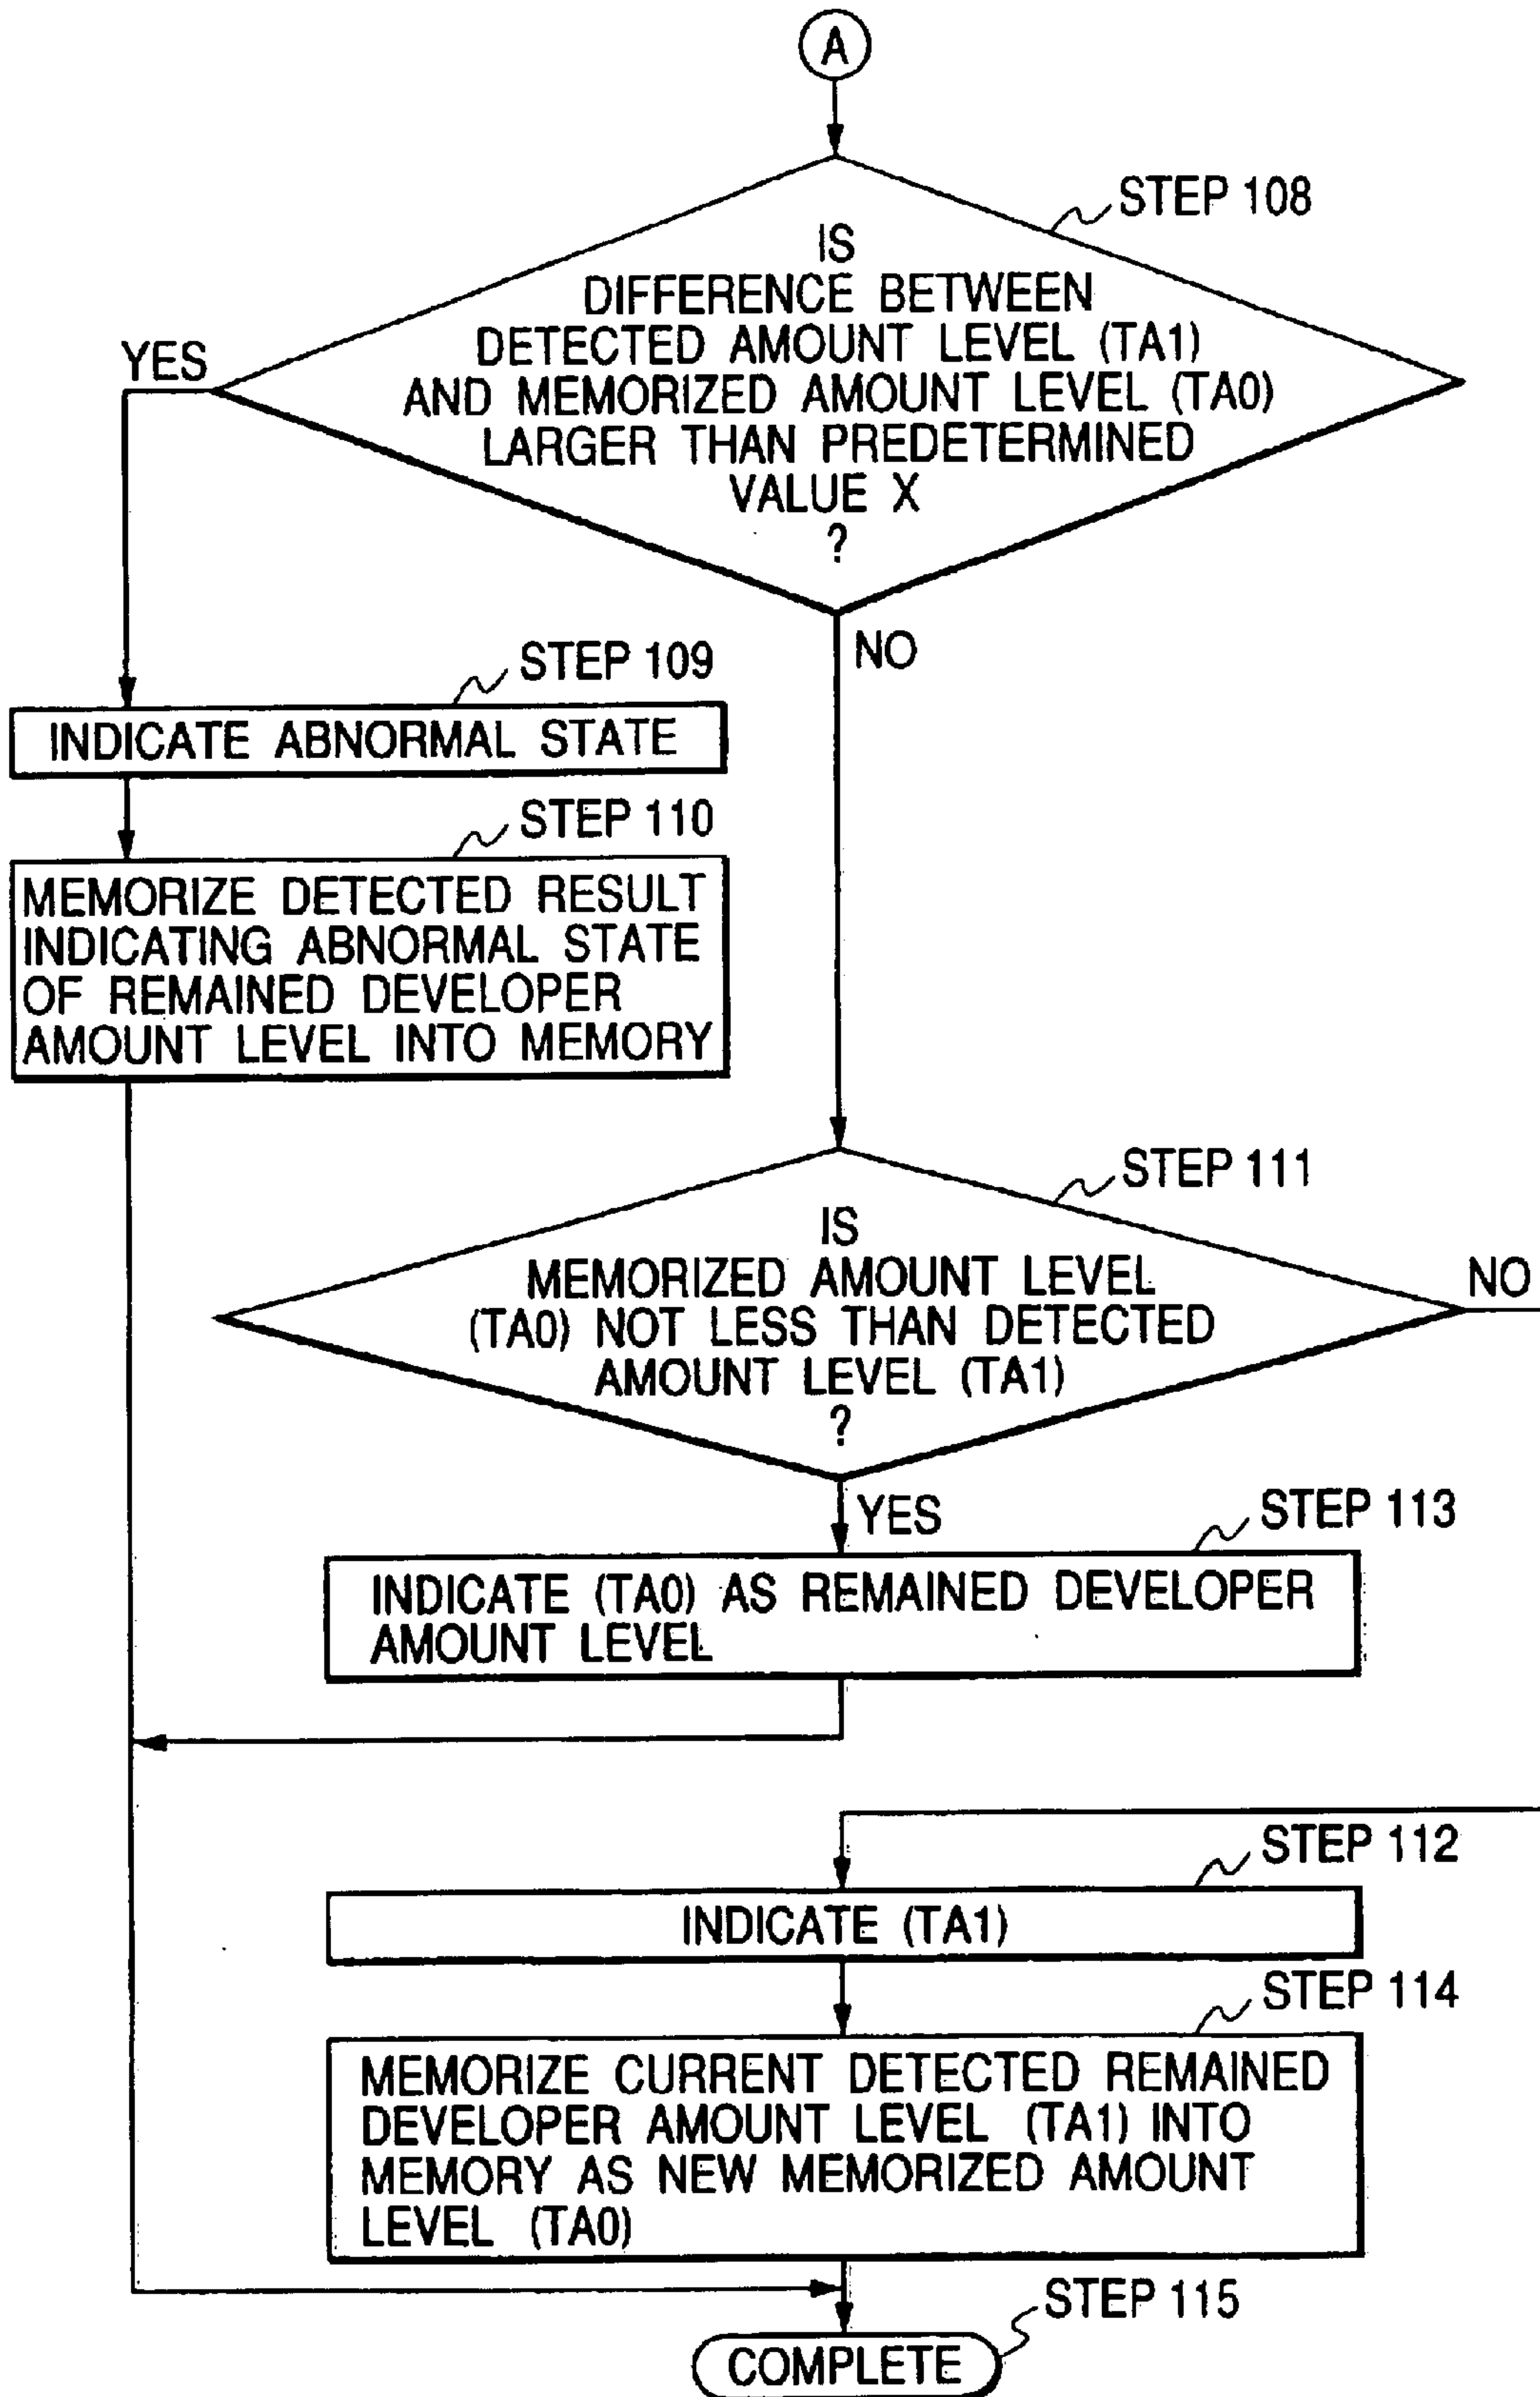 A
STEP 108
IS
DIFFERENCE BETWEEN
DETECTED AMOUNT LEVEL (TA1)
AND MEMORIZED AMOUNT LEVEL (TA0)
LARGER THAN PREDETERMINED
VALUE X
?
YES
NO
STEP 109
INDICATE ABNORMAL STATE
STEP 110
MEMORIZE DETECTED RESULT
INDICATING ABNORMAL STATE
OF REMAINED DEVELOPER
AMOUNT LEVEL INTO MEMORY
STEP 111
IS
MEMORIZED AMOUNT LEVEL
(TA0) NOT LESS THAN DETECTED
AMOUNT LEVEL (TA1)
?
NO
YES
STEP 113
INDICATE (TA0) AS REMAINED DEVELOPER
AMOUNT LEVEL
STEP 112
INDICATE (TA1)
STEP 114
MEMORIZE CURRENT DETECTED REMAINED
DEVELOPER AMOUNT LEVEL (TA1) INTO
MEMORY AS NEW MEMORIZED AMOUNT
LEVEL (TA0)
STEP 115
COMPLETE